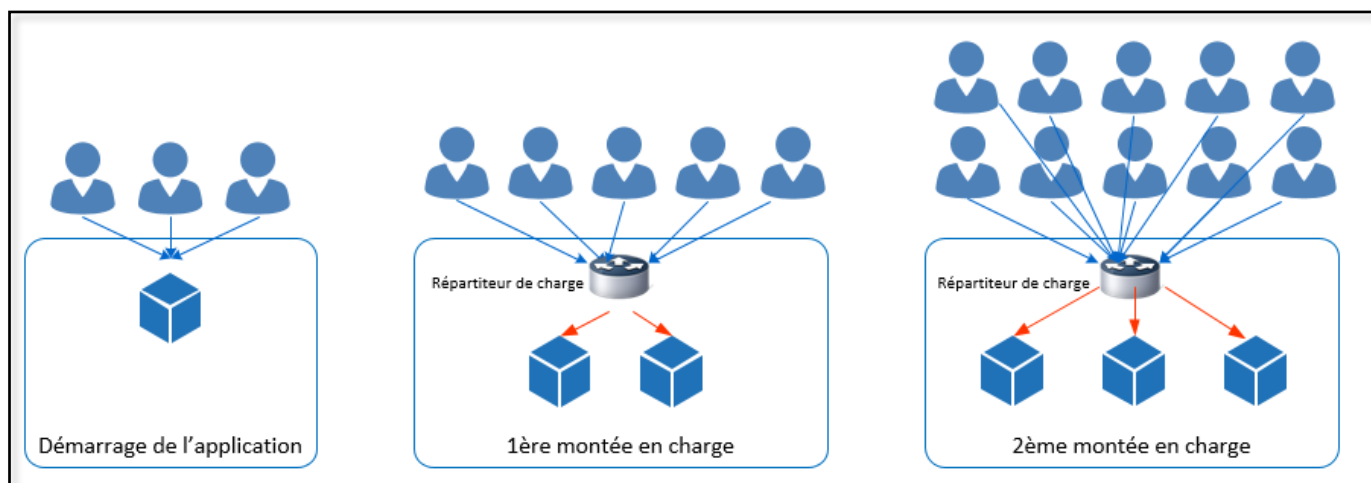 Répartiteur de charge
Répartiteur de charge
Démarrage de l'application
1ère montée en charge
2ème montée en charge